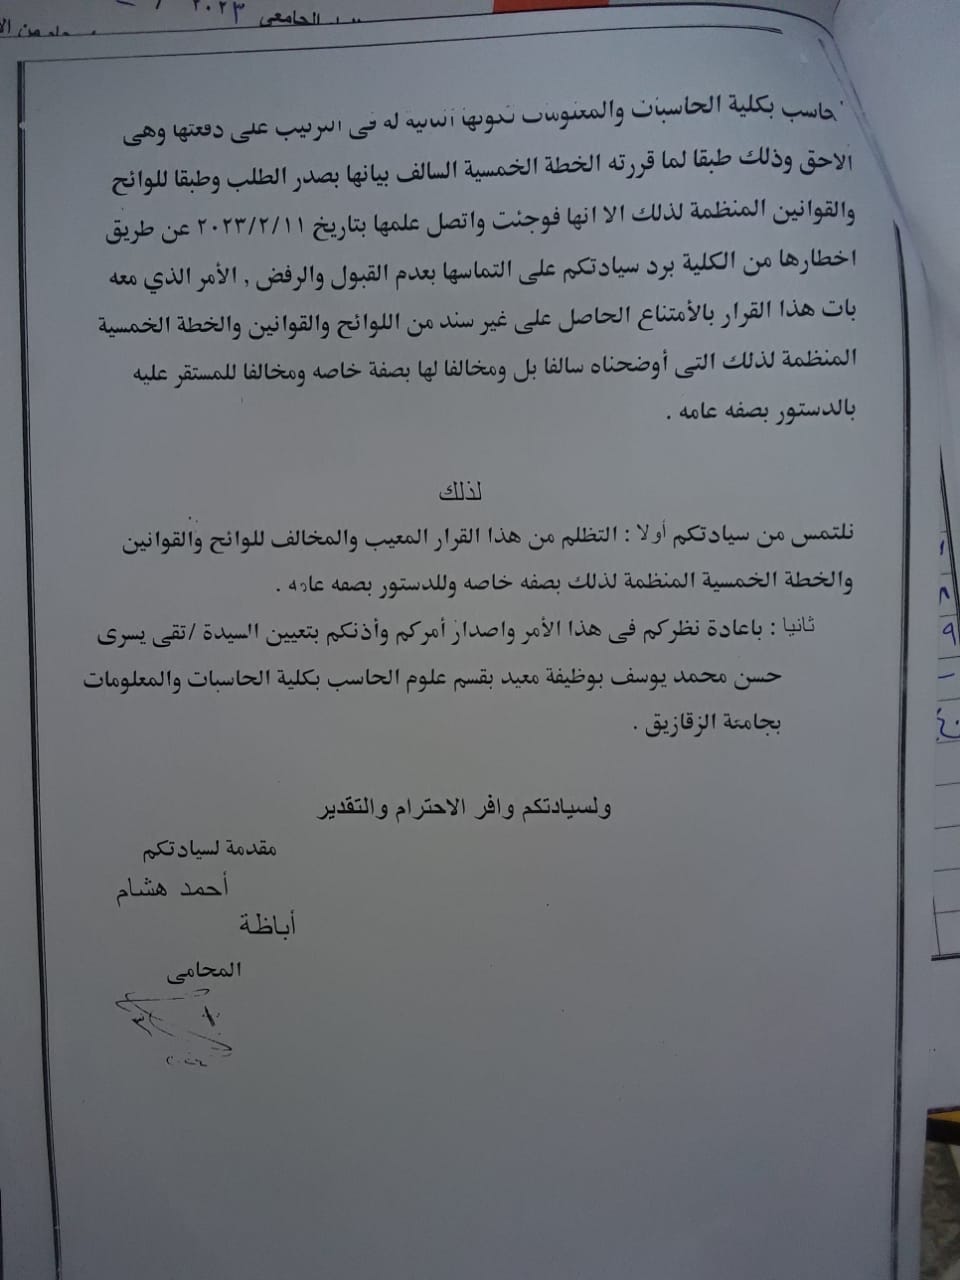 الجامعى ٢٠٢٣
حاسب بكلية الحاسبات والمعلومات لكونها التالية له فى الترتيب على دفعتها وهى
الاحق وذلك طبقا لما قررته الخطة الخمسية السالف بيانها بصدر الطلب وطبقا للوائح
والقوانين المنظمة لذلك الا انها فوجئت واتصل علمها بتاريخ ٢٠٢٣/٢/١١ عن طريق
اخطارها من الكلية برد سيادتكم على التماسها بعدم القبول والرفض , الأمر الذي معه
بات هذا القرار بالأمتناع الحاصل على غير سند من اللوائح والقوانين والخطة الخمسية
المنظمة لذلك التى أوضحناه سالفا بل ومخالفا لها بصفة خاصه ومخالفا للمستقر عليه
بالدستور بصفه عامه .
لذلك
نلتمس من سيادتكم أولا : التظلم من هذا القرار المعيب والمخالف للوائح والقوانين
والخطة الخمسية المنظمة لذلك بصفه خاصه وللدستور بصفه عامه .
ثانيا : باعادة نظركم فى هذا الأمر واصدار أمركم وأذنكم بتعيين السيدة /تقى يسرى
حسن محمد يوسف بوظيفة معيد بقسم علوم الحاسب بكلية الحاسبات والمعلومات
بجامعة الزقازيق .
ولسيادتكم وافر الاحترام والتقدير
مقدمة لسيادتكم
أحمد هشام
أباظة
المحامى